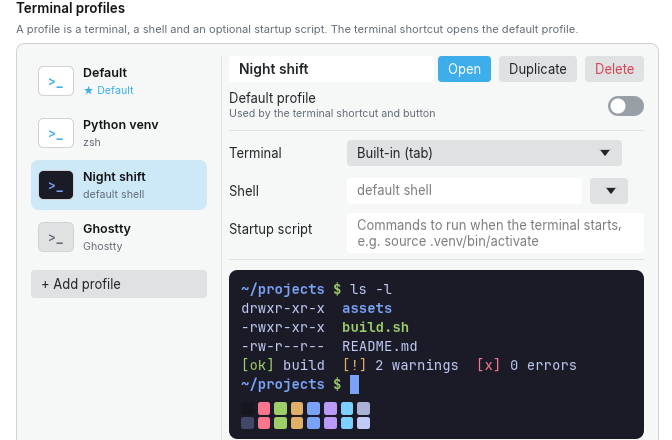 Terminal profiles
A profile is a terminal, a shell and an optional startup script. The terminal shortcut opens the default profile.
>_ Default
★ Default
>_ Python venv
zsh
>_ Night shift
default shell
>_ Ghostty
Ghostty
+ Add profile
Night shift Open Duplicate Delete
Default profile
Used by the terminal shortcut and button
Terminal Built-in (tab)
Shell default shell
Startup script Commands to run when the terminal starts,
e.g. source .venv/bin/activate
~/projects $ ls -l
drwxr-xr-x assets
-rwxr-xr-x build.sh
-rw-r--r-- README.md
[ok] build [!] 2 warnings [x] 0 errors
~/projects $